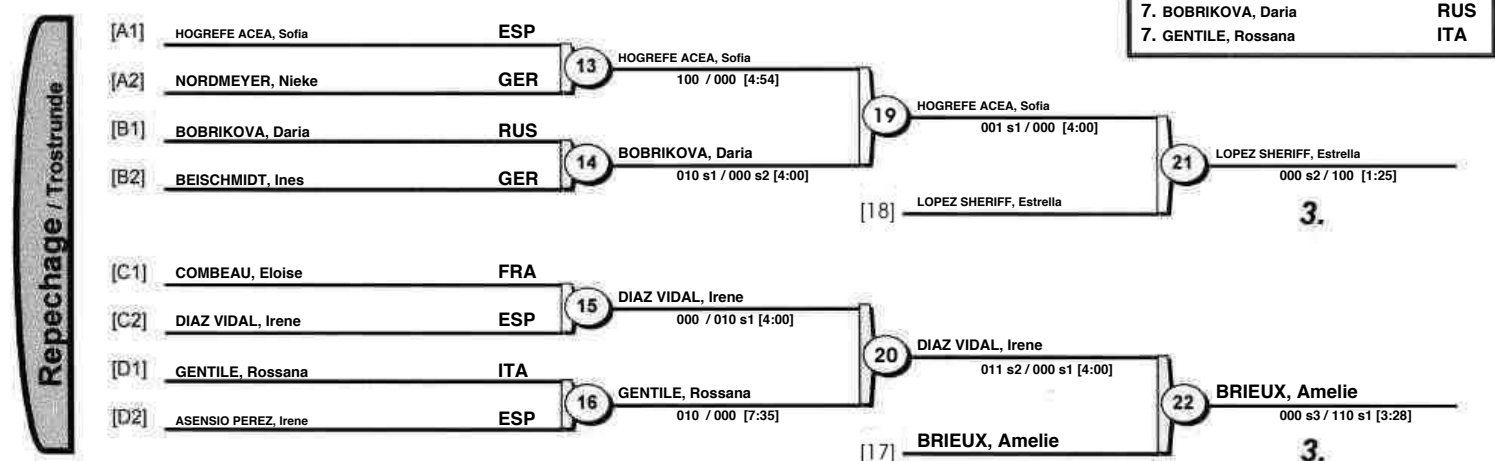 7. BOBRIKOVA, Daria RUS
7. GENTILE, Rossana ITA
Repechage / Trostrunde
[A1] HOGREFE ACEA, Sofia ESP
13 HOGREFE ACEA, Sofia
100 / 000 [4:54]
[A2] NORDMEYER, Nieke GER
19 HOGREFE ACEA, Sofia
001 s1 / 000 [4:00]
[B1] BOBRIKOVA, Daria RUS
14 BOBRIKOVA, Daria
010 s1 / 000 s2 [4:00]
21 LOPEZ SHERIFF, Estrella
000 s2 / 100 [1:25]
[B2] BEISCHMIDT, Ines GER
[18] LOPEZ SHERIFF, Estrella
3.
[C1] COMBEAU, Eloise FRA
15 DIAZ VIDAL, Irene
000 / 010 s1 [4:00]
[C2] DIAZ VIDAL, Irene ESP
20 DIAZ VIDAL, Irene
011 s2 / 000 s1 [4:00]
[D1] GENTILE, Rossana ITA
16 GENTILE, Rossana
010 / 000 [7:35]
22 BRIEUX, Amelie
000 s3 / 110 s1 [3:28]
[D2] ASENSIO PEREZ, Irene ESP
[17] BRIEUX, Amelie
3.